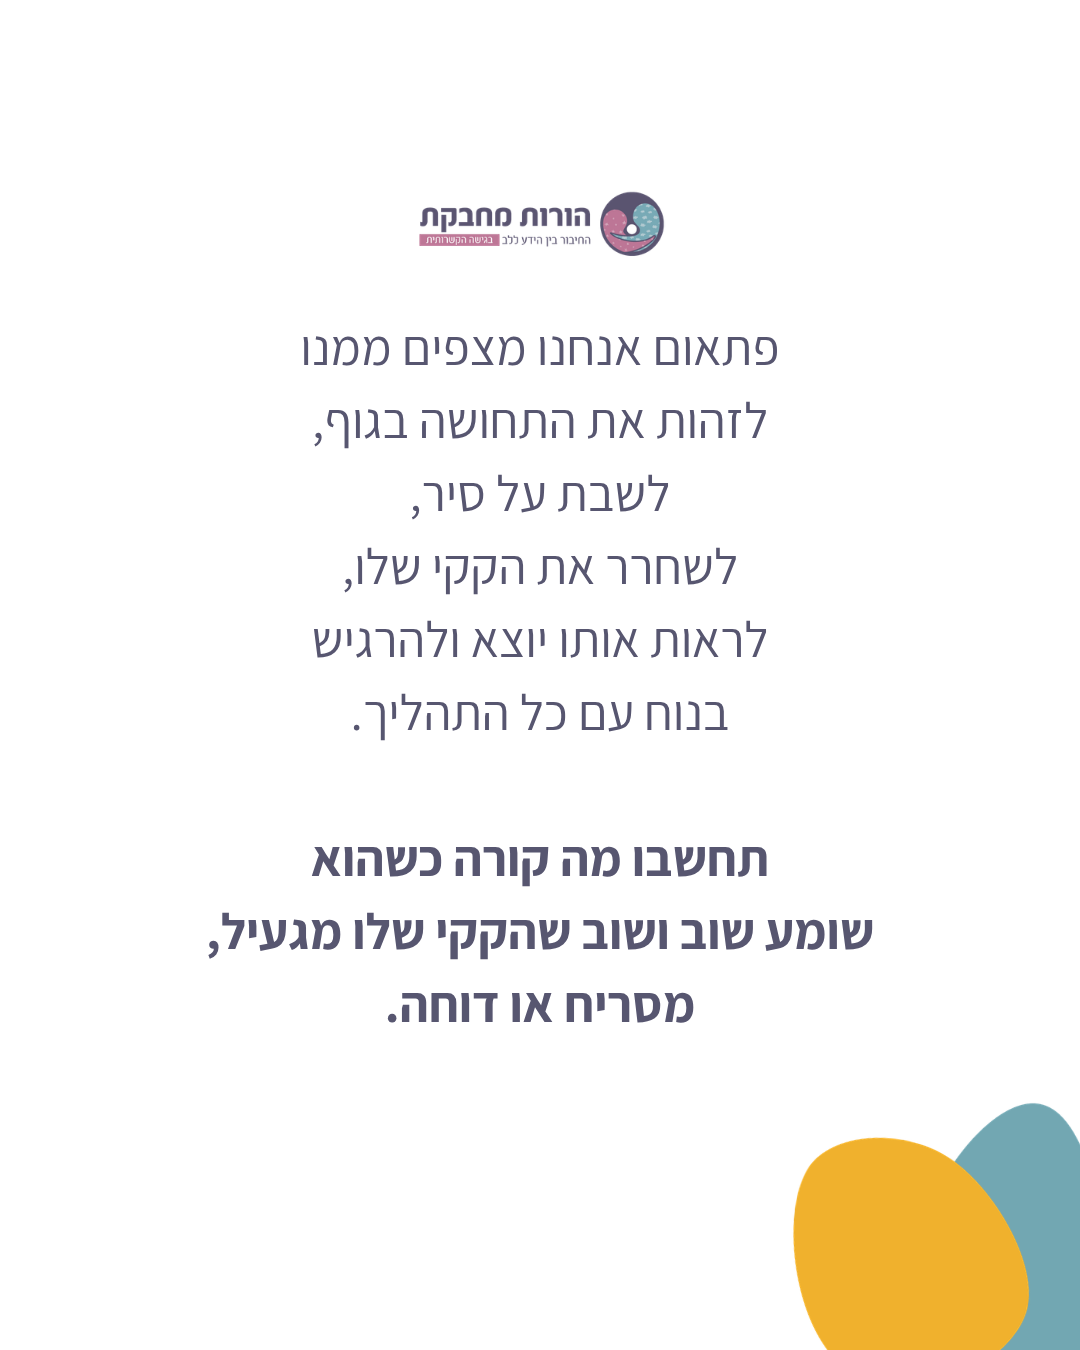 הורות מחבקת
החיבור בין הידע ללב בגישה הקשרותית
פתאום אנחנו מצפים ממנו
לזהות את התחושה בגוף,
לשבת על סיר,
לשחרר את הקקי שלו,
לראות אותו יוצא ולהרגיש
בנוח עם כל התהליך.
תחשבו מה קורה כשהוא
שומע שוב ושוב שהקקי שלו מגעיל,
מסריח או דוחה.